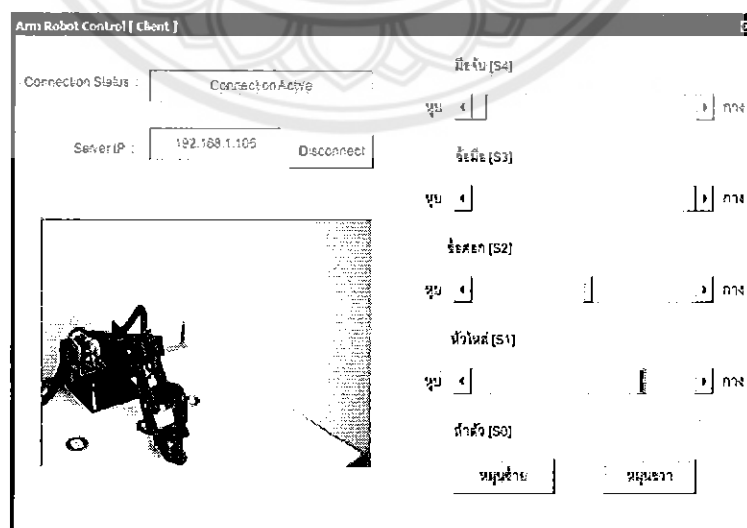 Arm Robot Control [ Client ]
Connection Status :
Connection Active
Server IP :
192.168.1.106
Disconnect
มือจับ [S4]
หุบ
กาง
ข้อมือ [S3]
หุบ
กาง
ข้อศอก [S2]
หุบ
กาง
หัวไหล่ [S1]
หุบ
กาง
ลำตัว [S0]
หมุนซ้าย
หมุนขวา